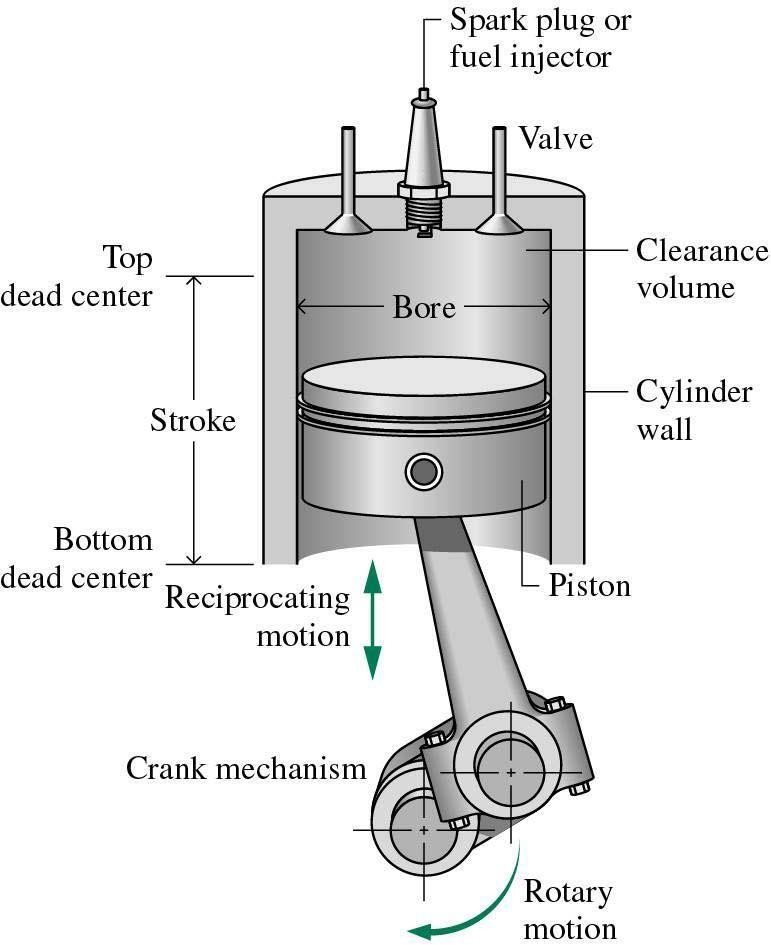 Spark plug or
fuel injector
Valve
Top
dead center
Clearance
volume
Bore
Cylinder
wall
Stroke
Bottom
dead center
Reciprocating
motion
Piston
Crank mechanism
Rotary
motion